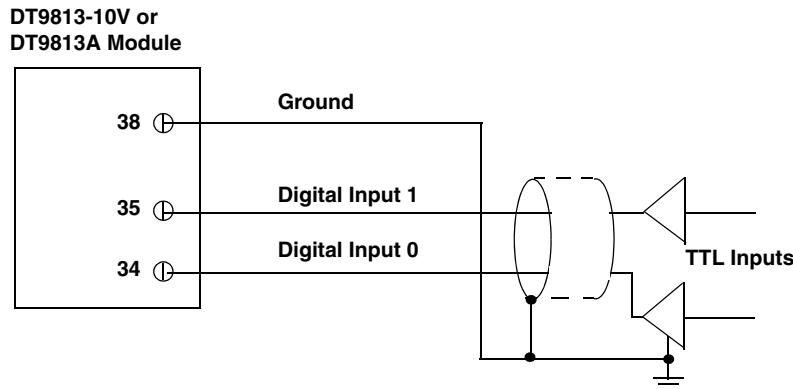 DT9813-10V or
DT9813A Module
38
Ground
35
Digital Input 1
34
Digital Input 0
TTL Inputs